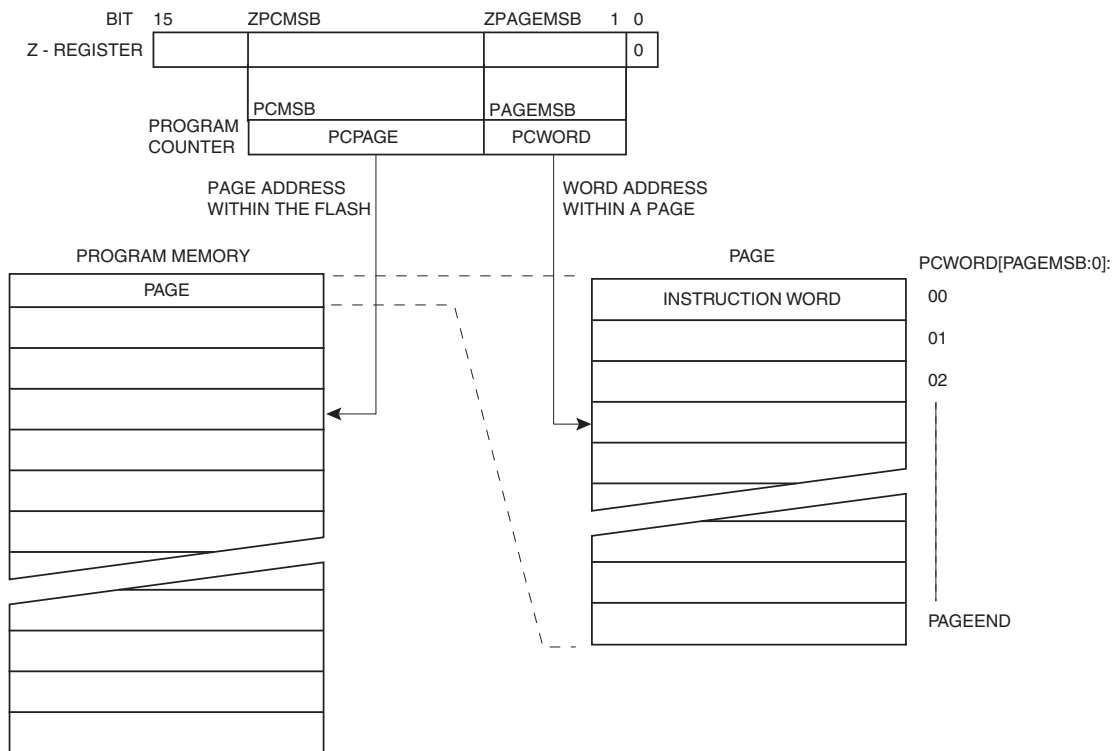 BIT 15 ZPCMSB ZPAGEMSB 1 0
Z - REGISTER 0
PCMSB PAGEMSB
PROGRAM
COUNTER
PCPAGE PCWORD
PAGE ADDRESS
WITHIN THE FLASH
WORD ADDRESS
WITHIN A PAGE
PROGRAM MEMORY
PAGE
PAGE
PCWORD[PAGEMSB:0]:
INSTRUCTION WORD
00
01
02
PAGEEND